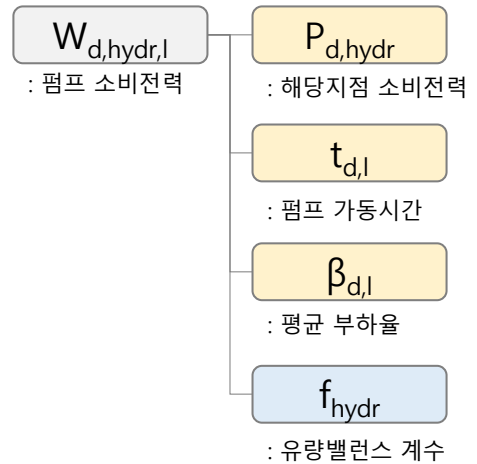 W_d,hydr,l
: 펌프 소비전력
P_d,hydr
: 해당지점 소비전력
t_d,l
: 펌프 가동시간
β_d,l
: 평균 부하율
f_hydr
: 유량밸런스 계수